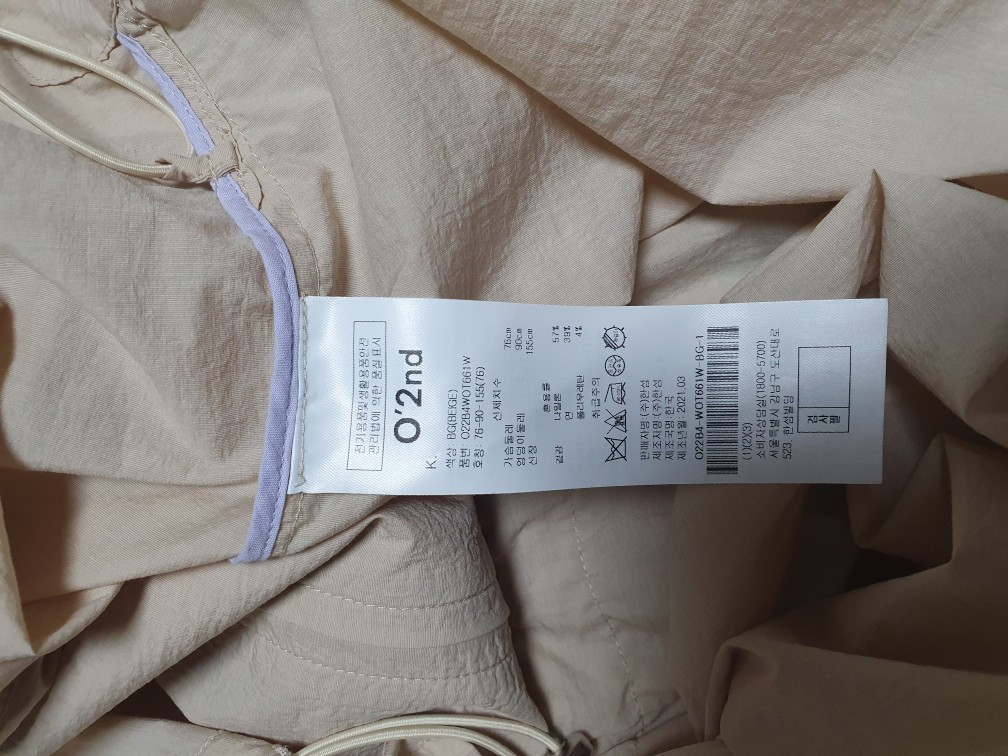 전기용품및생활용품안전
관리법에 의한 품질표시
O'2nd
K.
색상 : BG(BEIGE)
품번 : O22B4WOT661W
호칭 : 76-90-155(76)
신체치수
가슴둘레 76cm
엉덩이둘레 90cm
신장 155cm
혼용율
겉감 나일론 57%
면 39%
폴리우레탄 4%
취급주의
판매자명 (주)한섬
제조자명 (주)한섬
제조국명 : 한국
제조년월 : 2021.03
O22B4-WOT661W-BG-1
(1)(2)(3)
소비자상담실(1800-5700)
서울특별시 강남구 도산대로
523, 한섬빌딩
검사필